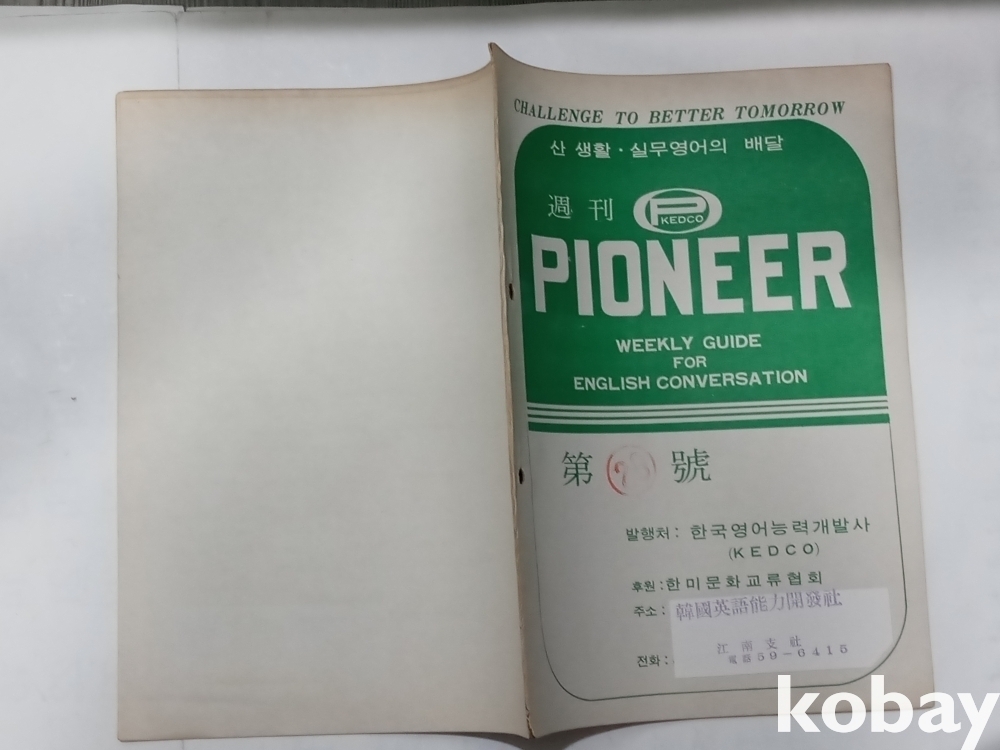 CHALLENGE TO BETTER TOMORROW
산 생활·실무영어의 배달
週刊 P KEDCO
PIONEER
WEEKLY GUIDE
FOR
ENGLISH CONVERSATION
第 號
발행처: 한국영어능력개발사
(KEDCO)
후원:한미문화교류협회
주소: 韓國英語能力開發社
江南支社
전화: 電話 59-6415
kobay